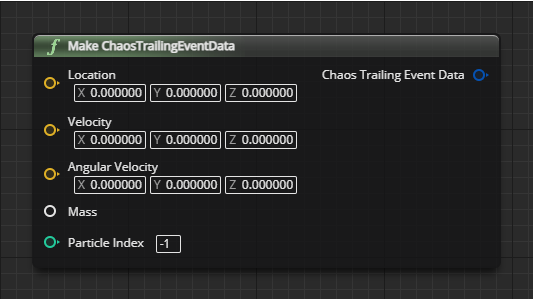 f Make ChaosTrailingEventData
Location
Chaos Trailing Event Data
X 0.000000 Y 0.000000 Z 0.000000
Velocity
X 0.000000 Y 0.000000 Z 0.000000
Angular Velocity
X 0.000000 Y 0.000000 Z 0.000000
Mass
Particle Index -1